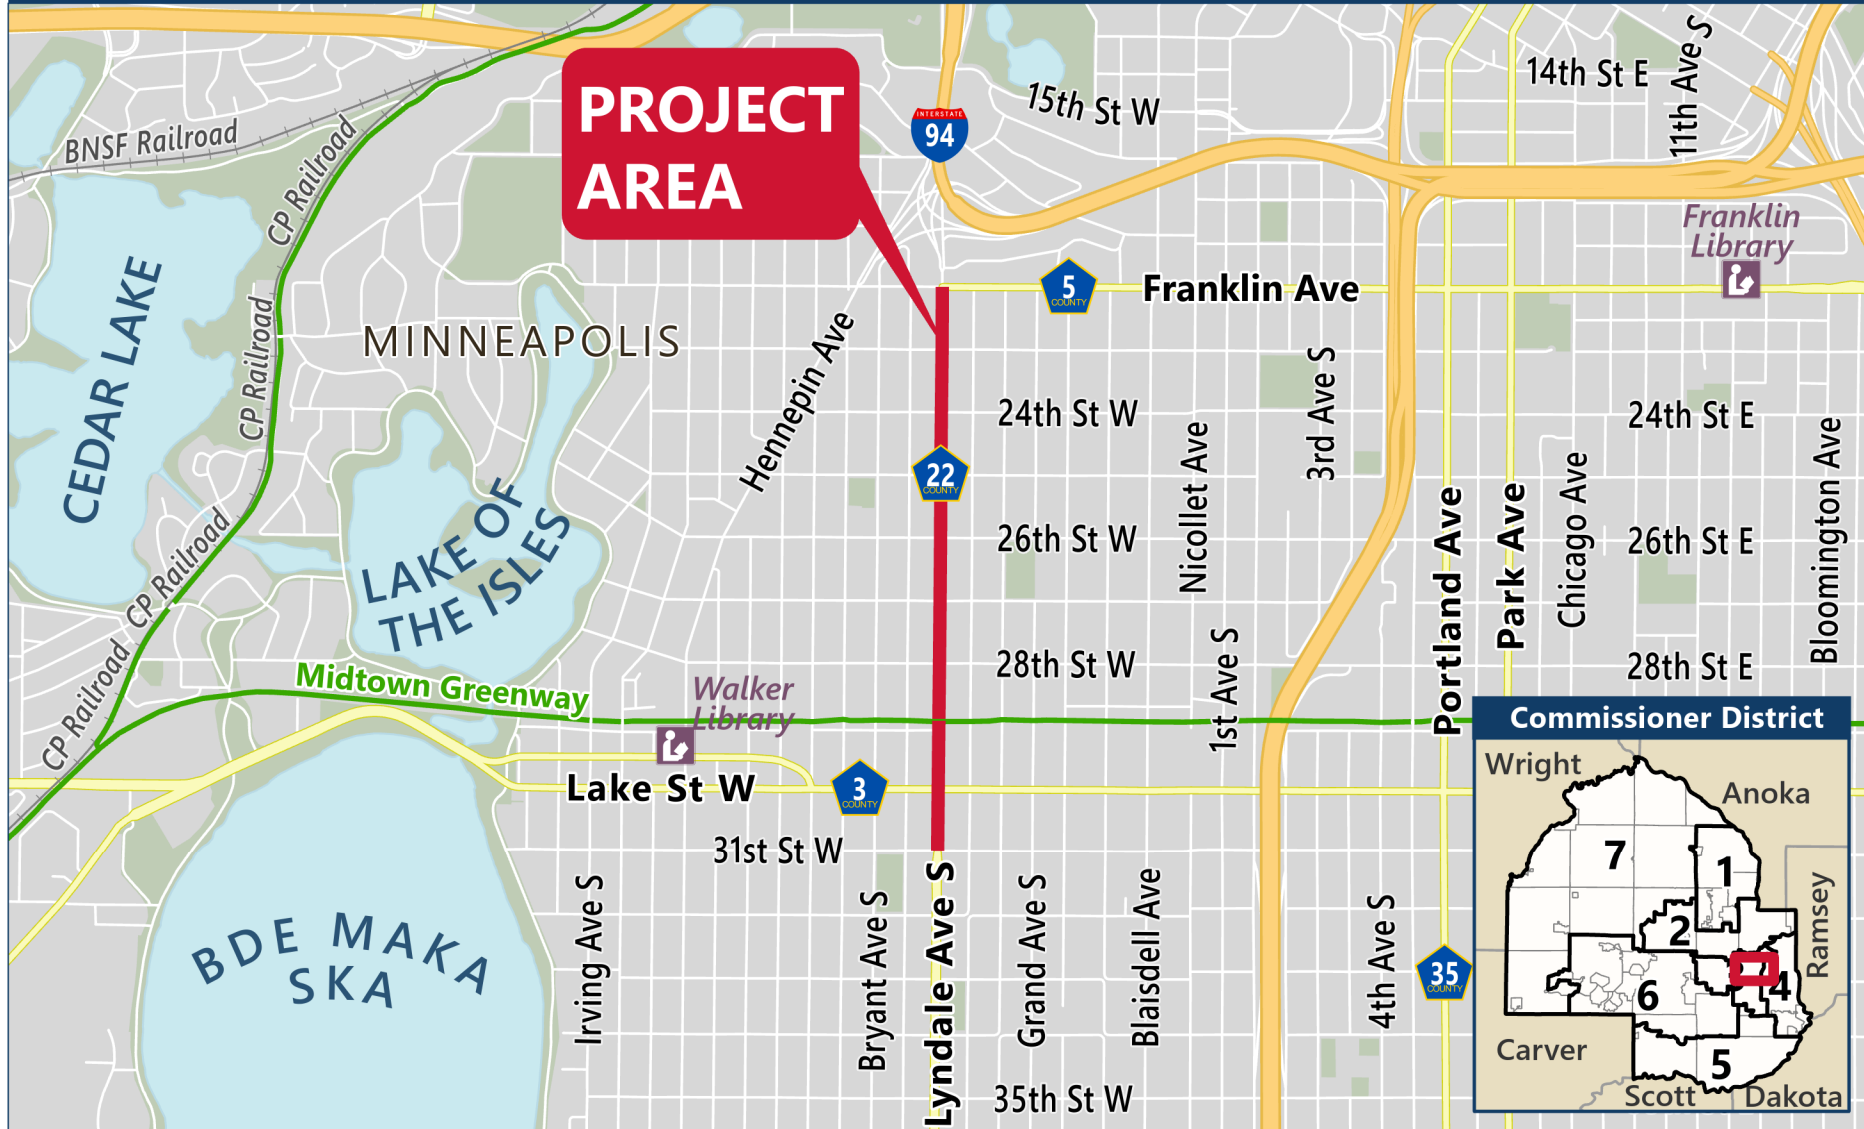 PROJECT
AREA
INTERSTATE
94
15th St W
14th St E
11th Ave S
BNSF Railroad
CP Railroad
Franklin
Library
5
COUNTY
Franklin Ave
CEDAR LAKE
CP Railroad
MINNEAPOLIS
Hennepin Ave
24th St W
3rd Ave S
24th St E
22
COUNTY
Nicollet Ave
Bloomington Ave
LAKE OF
THE ISLES
26th St W
Portland Ave
Park Ave
Chicago Ave
26th St E
CP Railroad
28th St W
1st Ave S
28th St E
CP Railroad
Midtown Greenway
Walker
Library
Lake St W
3
COUNTY
31st St W
BDE MAKA
SKA
Irving Ave S
Bryant Ave S
Lyndale Ave S
Grand Ave S
Blaisdell Ave
4th Ave S
35
COUNTY
35th St W
Commissioner District
Wright
Anoka
7
1
2
Ramsey
6
4
Carver
5
Scott
Dakota